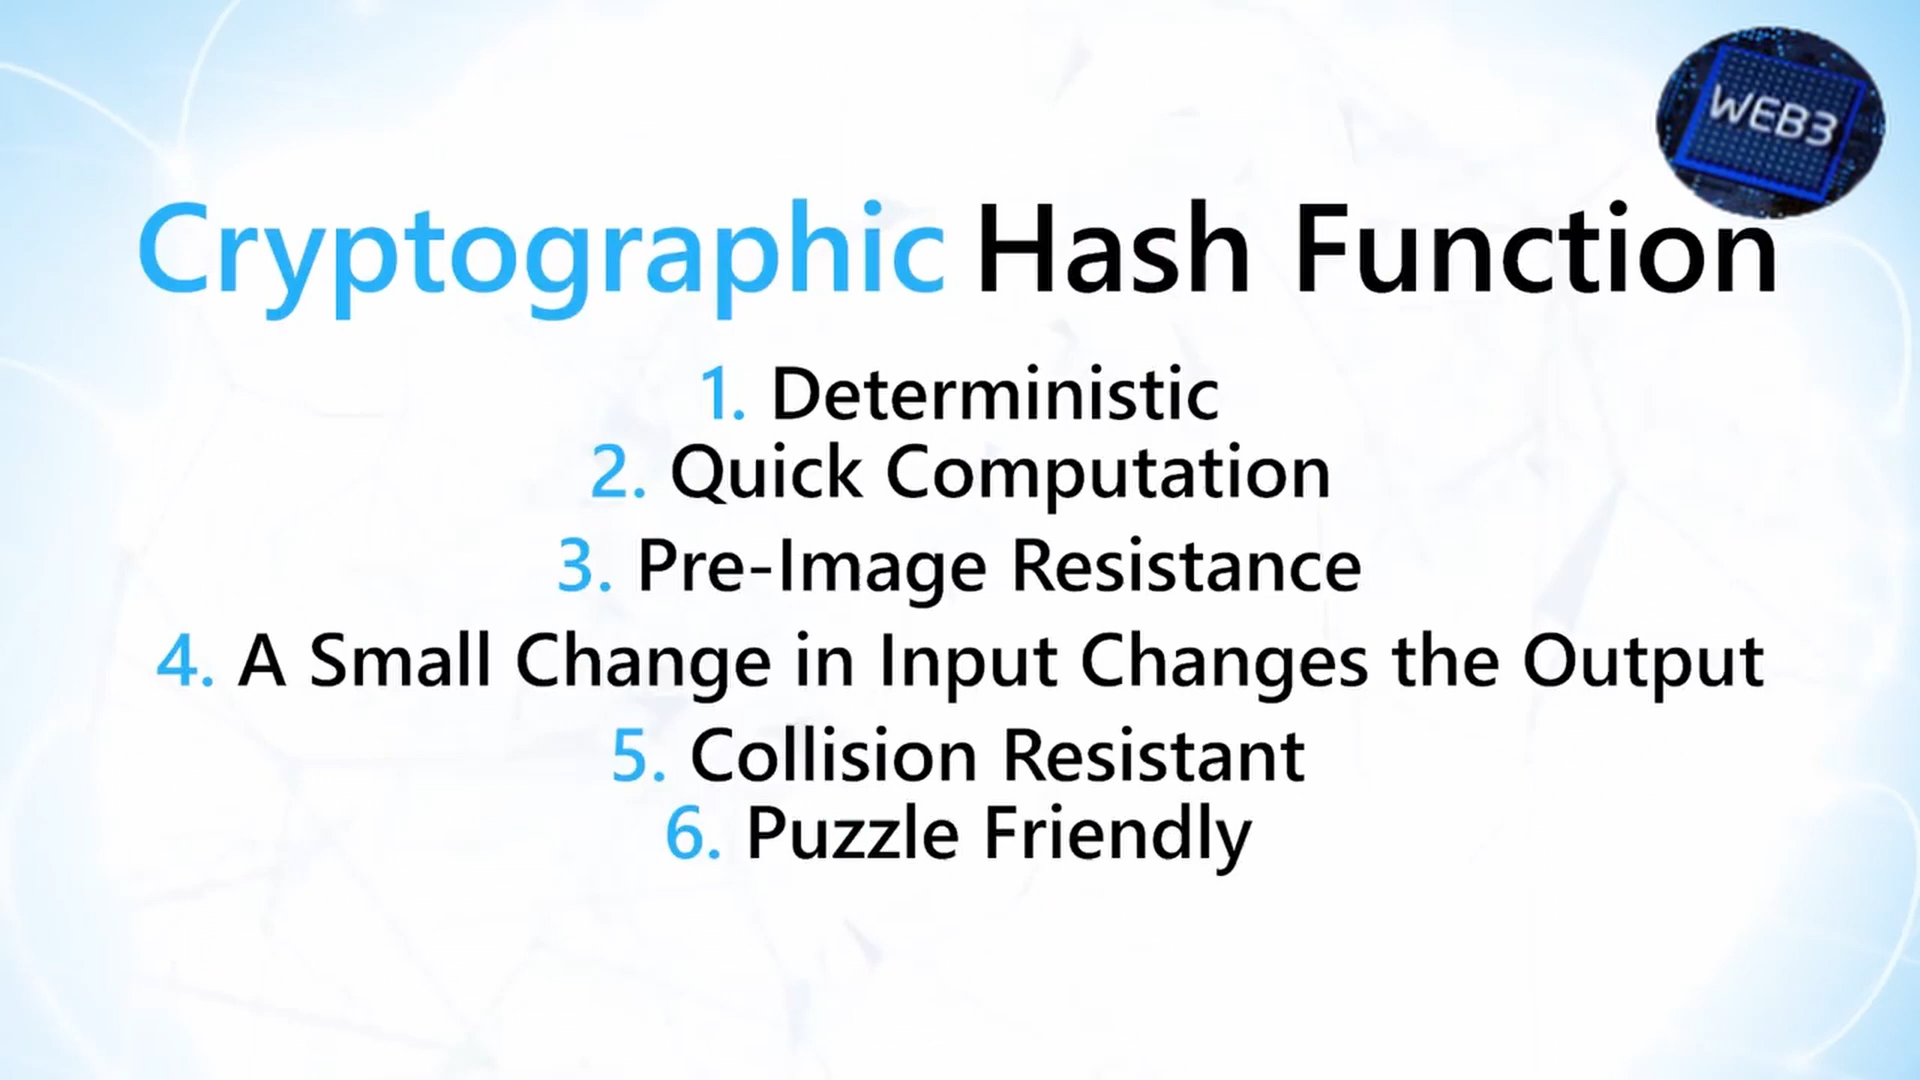 WEB3
Cryptographic Hash Function
1. Deterministic
2. Quick Computation
3. Pre-Image Resistance
4. A Small Change in Input Changes the Output
5. Collision Resistant
6. Puzzle Friendly